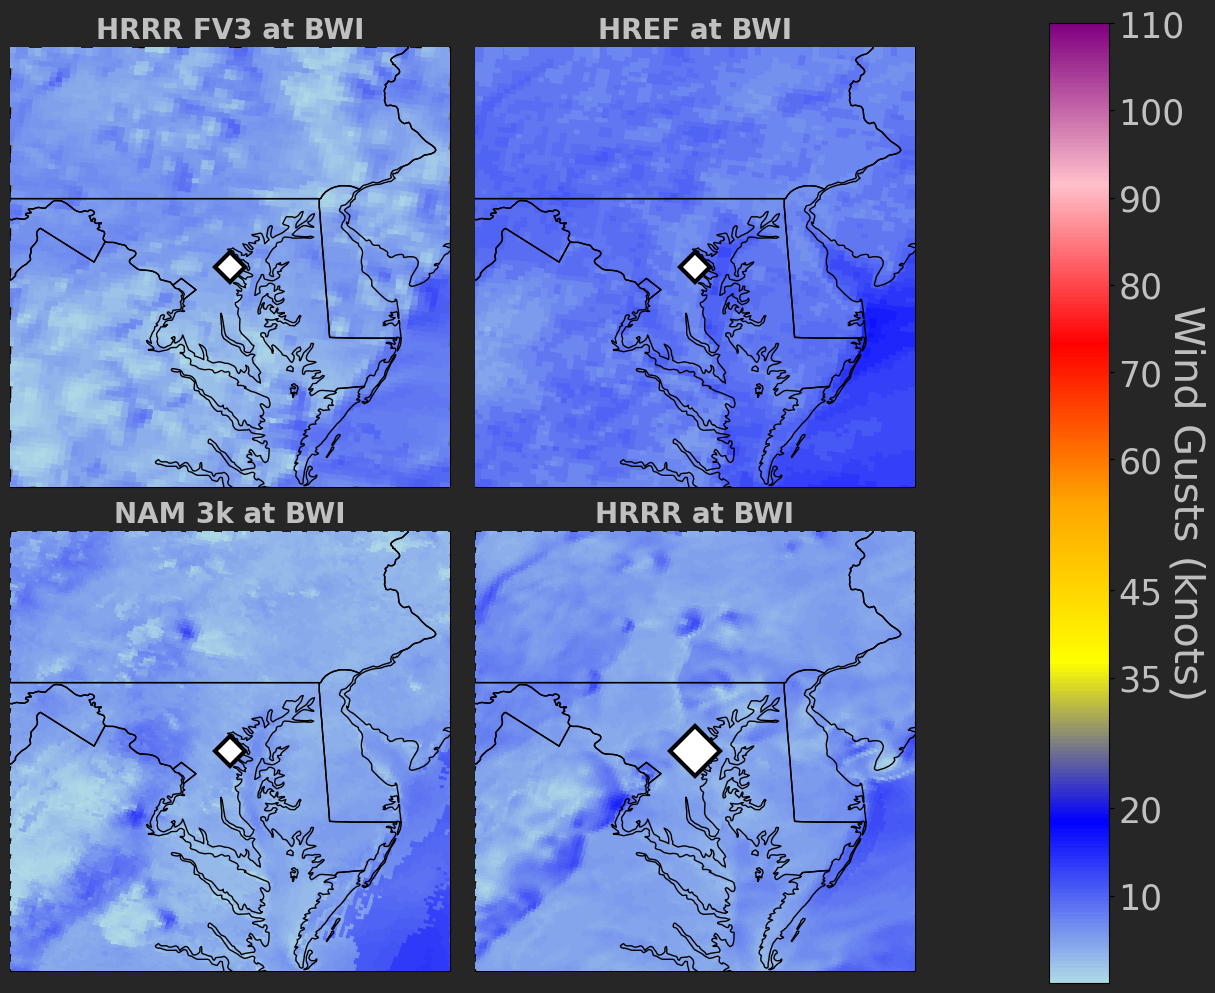 HRRR FV3 at BWI
HREF at BWI
NAM 3k at BWI
HRRR at BWI
110
100
90
80
70
60
45
35
20
10
Wind Gusts (knots)